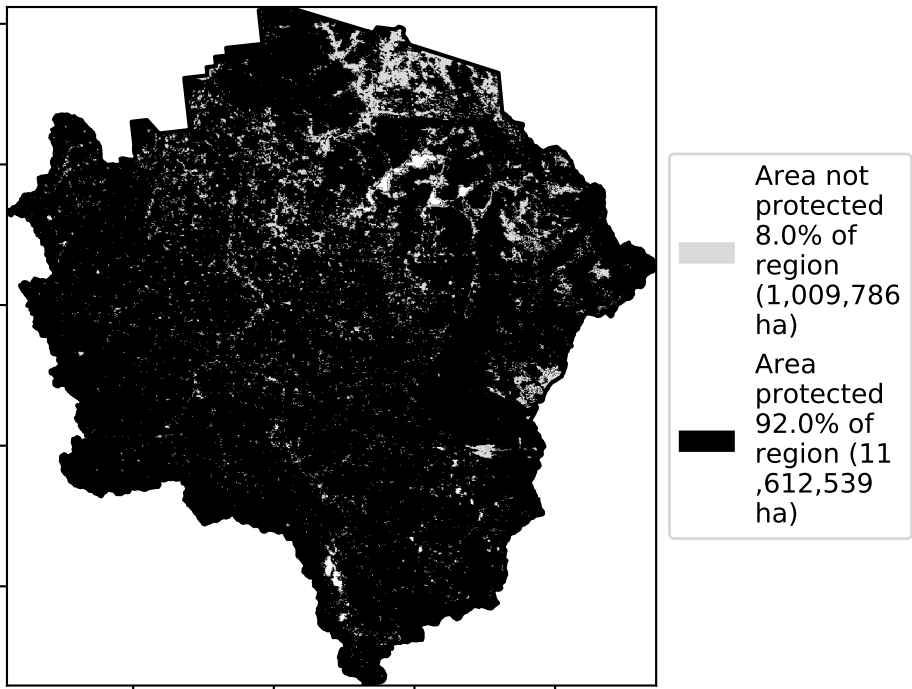 Area not
protected
8.0% of
region
(1,009,786
ha)
Area
protected
92.0% of
region (11
,612,539
ha)